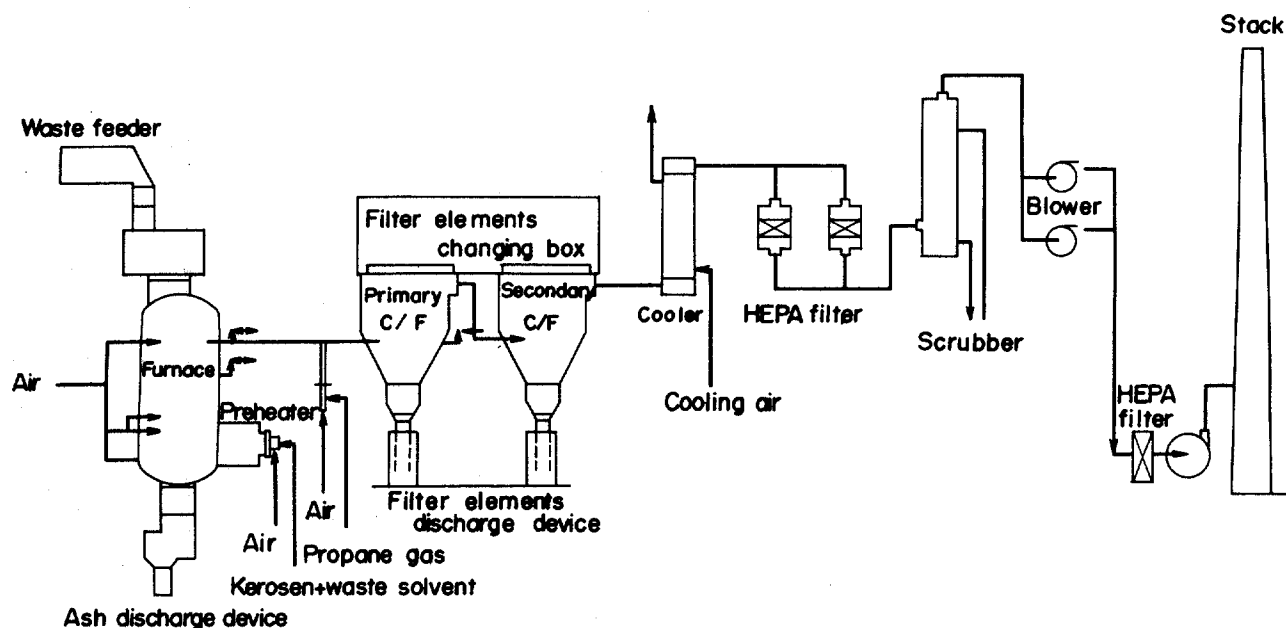 Stack
Waste feeder
Filter elements
changing box
Blower
Primary
C/F
Secondary
C/F
Cooler
HEPA filter
Scrubber
Furnace
Air
Cooling air
HEPA
filter
Preheater
Filter elements
discharge device
Air
Air
Propane gas
Kerosen+waste solvent
Ash discharge device